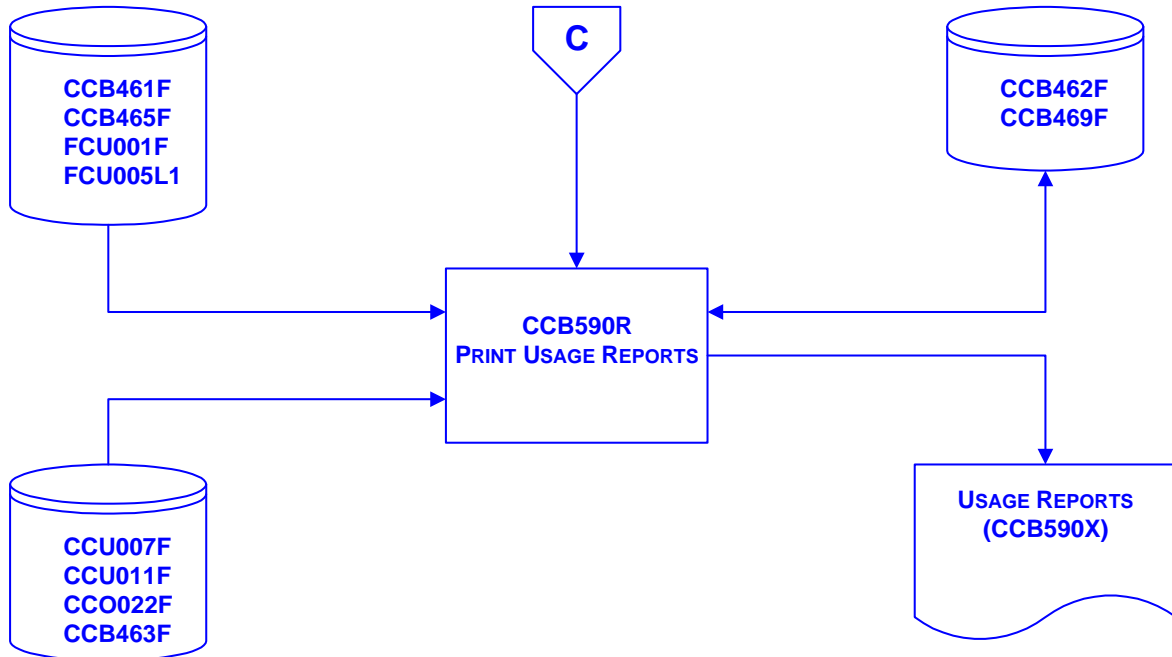 CCB461F
CCB465F
FCU001F
FCU005L1
C
CCB462F
CCB469F
CCB590R
PRINT USAGE REPORTS
CCU007F
CCU011F
CCO022F
CCB463F
USAGE REPORTS
(CCB590X)